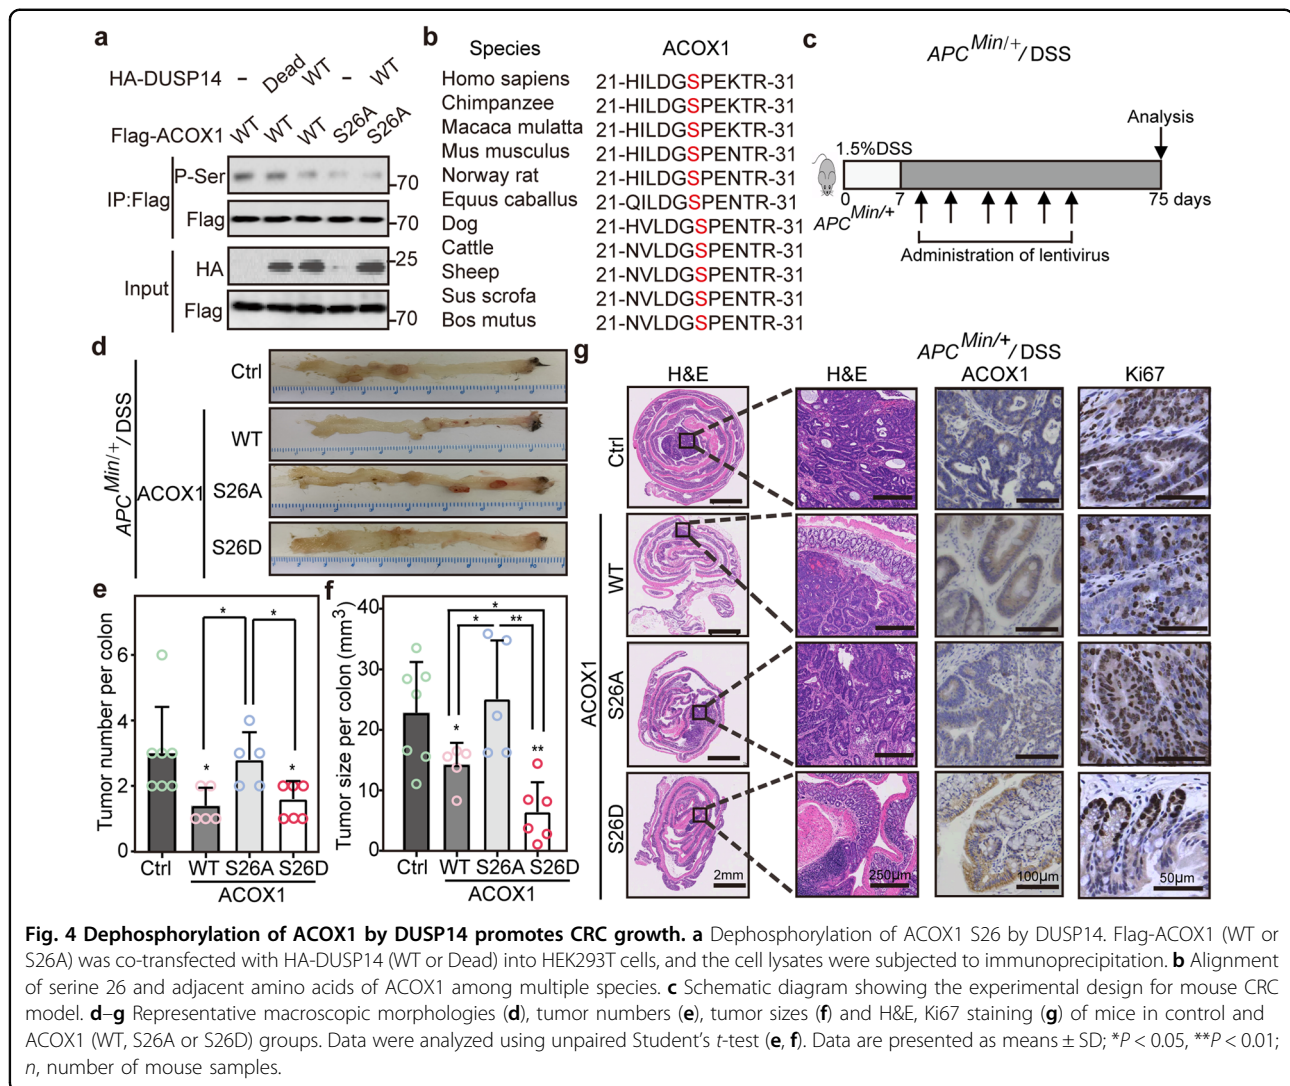 a
HA-DUSP14 – Dead WT – WT
Flag-ACOX1 WT WT WT S26A S26A
IP:Flag
P-Ser
70
Flag
70
Input
HA
25
Flag
70
b
Species ACOX1
Homo sapiens 21-HILDGSPEKTR-31
Chimpanzee 21-HILDGSPEKTR-31
Macaca mulatta 21-HILDGSPEKTR-31
Mus musculus 21-HILDGSPENTR-31
Norway rat 21-HILDGSPENTR-31
Equus caballus 21-QILDGSPENTR-31
Dog 21-HVLDGSPENTR-31
Cattle 21-NVLDGSPENTR-31
Sheep 21-NVLDGSPENTR-31
Sus scrofa 21-NVLDGSPENTR-31
Bos mutus 21-NVLDGSPENTR-31
c
APC Min/+ / DSS
Analysis
1.5%DSS
0 7 75 days
APC Min/+
Administration of lentivirus
d
APC Min/+ / DSS
ACOX1
Ctrl
WT
S26A
S26D
e
Tumor number per colon
6
4
2
0
* *
* *
Ctrl WT S26A S26D
ACOX1
f
Tumor size per colon (mm3)
40
30
20
10
0
*
* **
* **
Ctrl WT S26A S26D
ACOX1
g
APC Min/+ / DSS
H&E H&E ACOX1 Ki67
Ctrl
ACOX1
WT
S26A
S26D
2mm 250μm 100μm 50μm
Fig. 4 Dephosphorylation of ACOX1 by DUSP14 promotes CRC growth. a Dephosphorylation of ACOX1 S26 by DUSP14. Flag-ACOX1 (WT or
S26A) was co-transfected with HA-DUSP14 (WT or Dead) into HEK293T cells, and the cell lysates were subjected to immunoprecipitation. b Alignment
of serine 26 and adjacent amino acids of ACOX1 among multiple species. c Schematic diagram showing the experimental design for mouse CRC
model. d–g Representative macroscopic morphologies (d), tumor numbers (e), tumor sizes (f) and H&E, Ki67 staining (g) of mice in control and
ACOX1 (WT, S26A or S26D) groups. Data were analyzed using unpaired Student's t-test (e, f). Data are presented as means ± SD; *P < 0.05, **P < 0.01;
n, number of mouse samples.